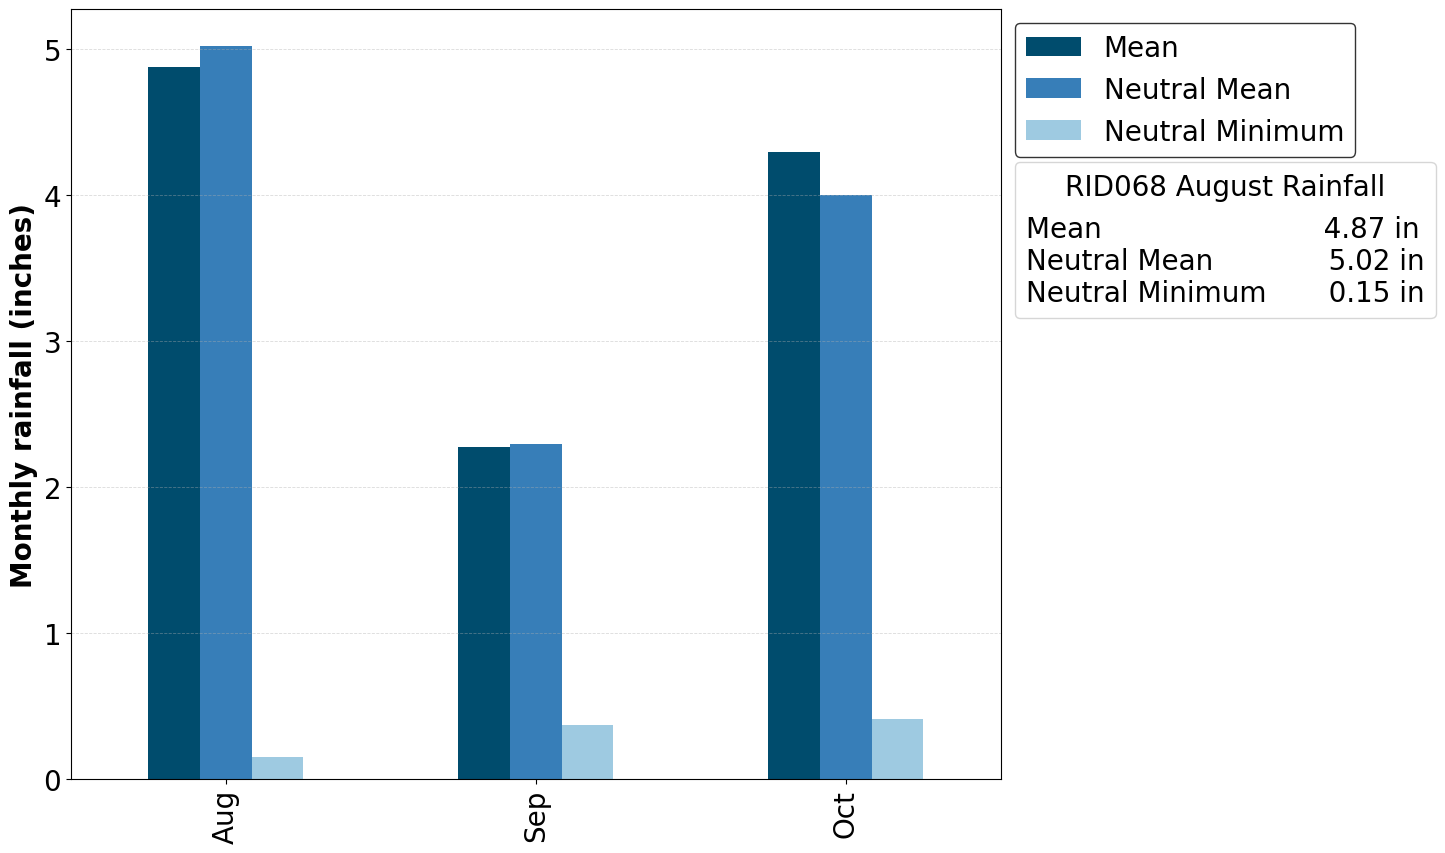 Monthly rainfall (inches)
5
4
3
2
1
0
Aug
Sep
Oct
Mean
Neutral Mean
Neutral Minimum
RID068 August Rainfall
Mean 4.87 in
Neutral Mean 5.02 in
Neutral Minimum 0.15 in